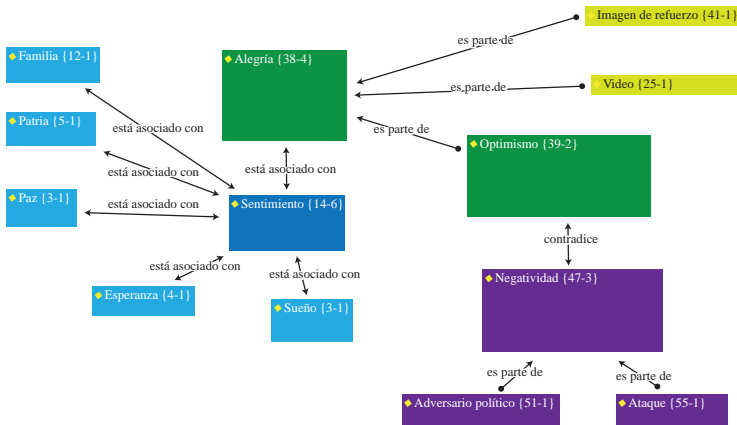 Imagen de refuerzo {41-1}
es parte de
Familia {12-1}
Alegría {38-4}
Video {25-1}
es parte de
Patria {5-1}
está asociado con
es parte de
Optimismo {39-2}
está asociado con
está asociado con
Paz {3-1}
está asociado con
Sentimiento {14-6}
contradice
está asociado con
está asociado con
Negatividad {47-3}
Esperanza {4-1}
Sueño {3-1}
es parte de
es parte de
Adversario político {51-1}
Ataque {55-1}